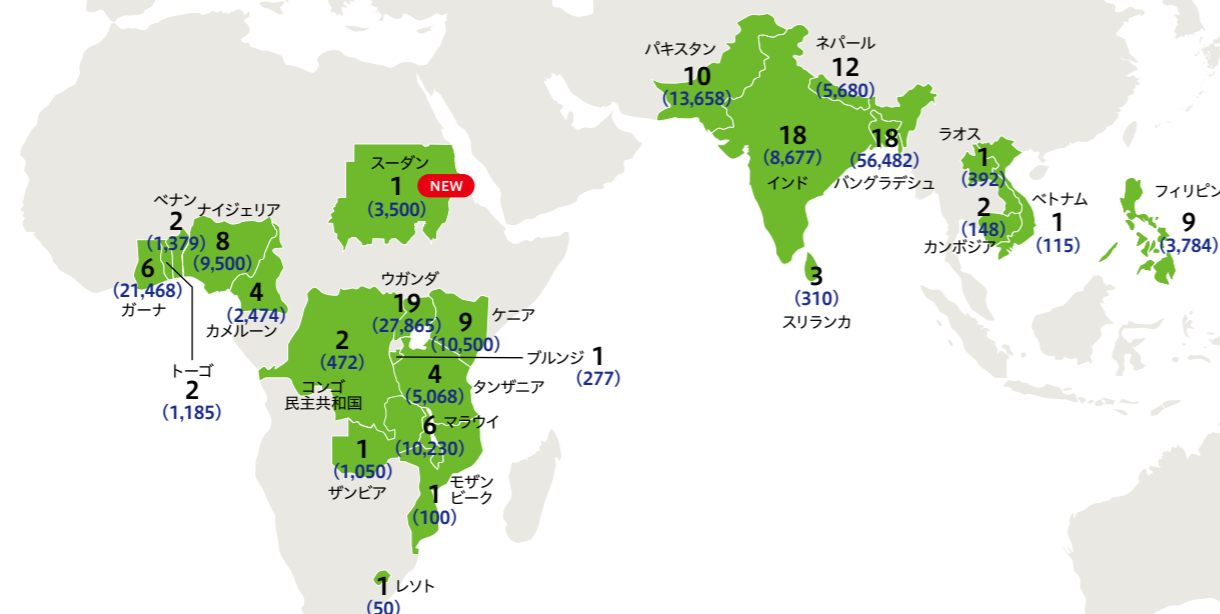 パキスタン
10
(13,658)
ネパール
12
(5,680)
18
(8,677)
インド
18
(56,482)
バングラデシュ
ラオス
1
(392)
2
(148)
カンボジア
ベトナム
1
(115)
フィリピン
9
(3,784)
3
(310)
スリランカ
スーダン
1
NEW
(3,500)
ベナン
2
(1,379)
ナイジェリア
8
(9,500)
6
(21,468)
ガーナ
4
(2,474)
カメルーン
トーゴ
2
(1,185)
ウガンダ
19
(27,865)
9
ケニア
(10,500)
2
(472)
コンゴ
民主共和国
ブルンジ 1
(277)
4
(5,068)
タンザニア
6
マラウイ
(10,230)
1
(1,050)
ザンビア
1
モザン
ビーク
(100)
1
レソト
(50)